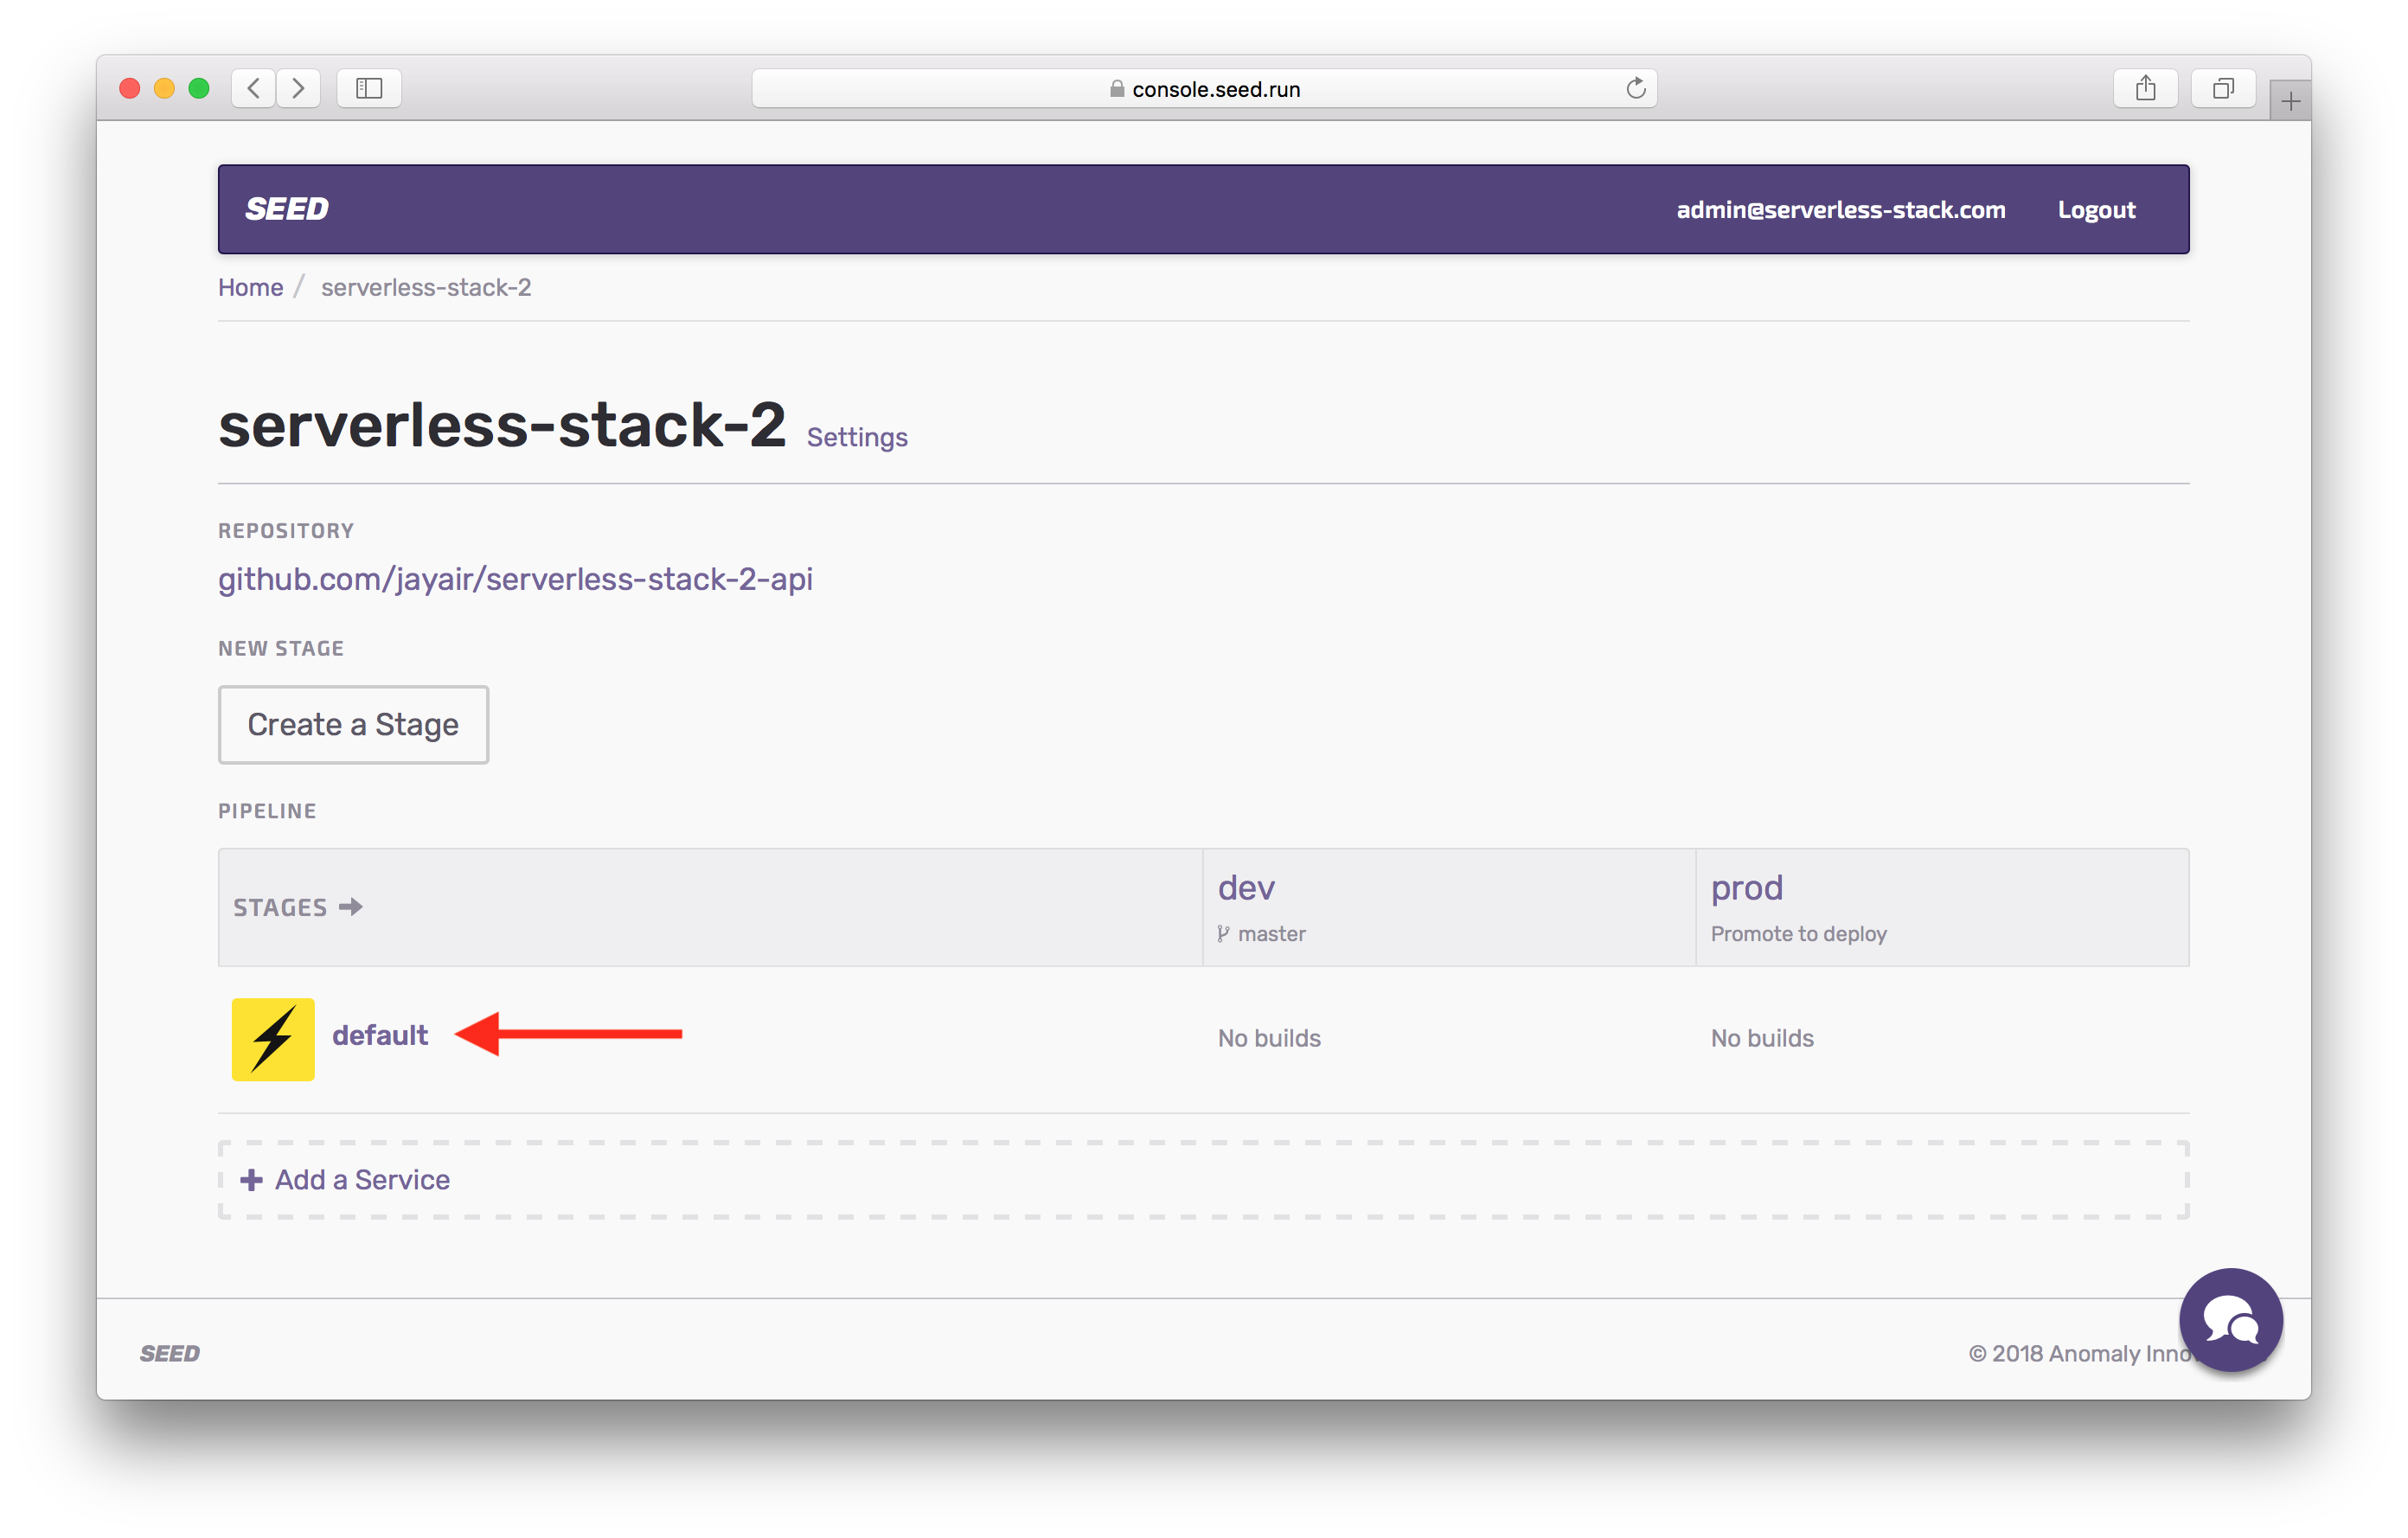 console.seed.run
SEED
admin@serverless-stack.com Logout
Home / serverless-stack-2
serverless-stack-2 Settings
REPOSITORY
github.com/jayair/serverless-stack-2-api
NEW STAGE
Create a Stage
PIPELINE
STAGES dev prod
master Promote to deploy
default No builds No builds
Add a Service
SEED © 2018 Anomaly